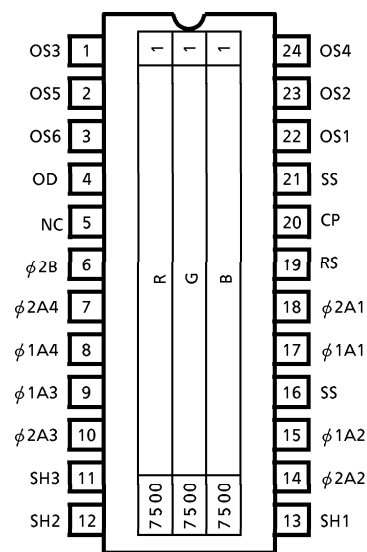 OS3 1 1 1 1 24 OS4
OS5 2 23 OS2
OS6 3 22 OS1
OD 4 21 SS
NC 5 20 CP
ϕ2B 6 R G B 19 RS
ϕ2A4 7 18 ϕ2A1
ϕ1A4 8 17 ϕ1A1
ϕ1A3 9 16 SS
ϕ2A3 10 15 ϕ1A2
SH3 11 7500 7500 7500 14 ϕ2A2
SH2 12 13 SH1